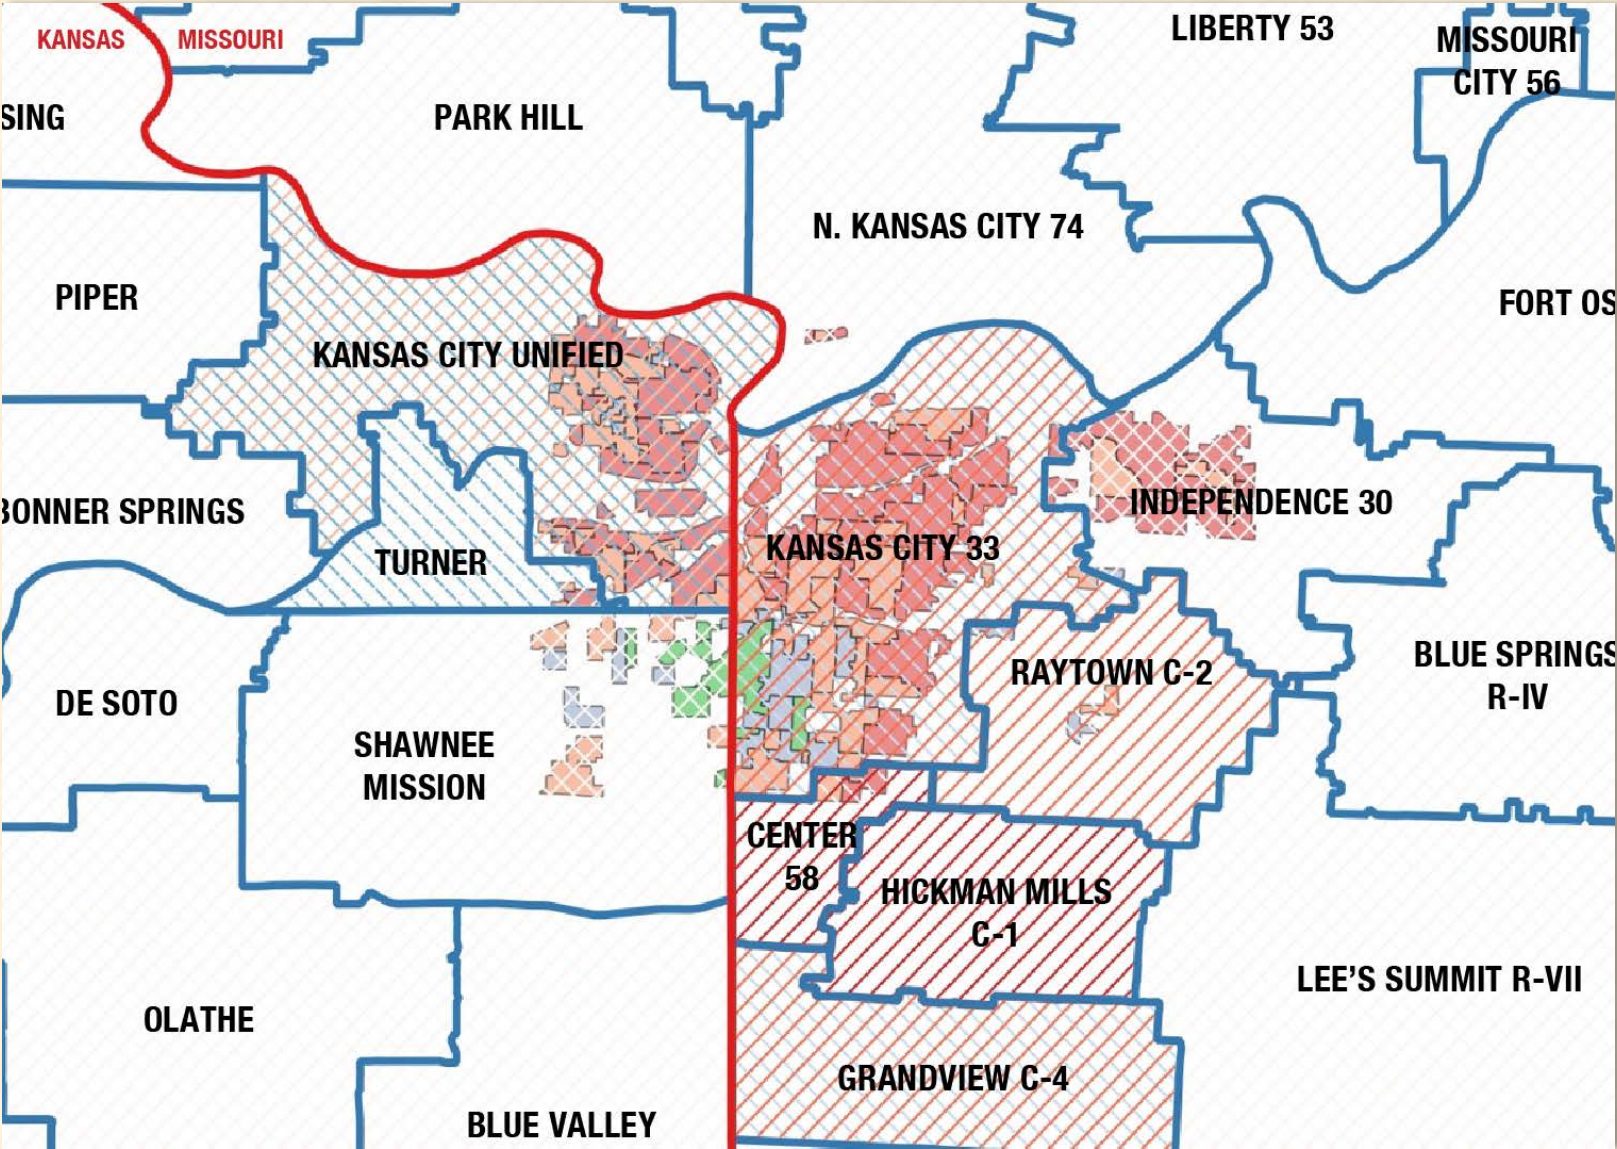 KANSAS MISSOURI
LIBERTY 53
MISSOURI
CITY 56
SING
PARK HILL
N. KANSAS CITY 74
PIPER
FORT OS
KANSAS CITY UNIFIED
BONNER SPRINGS
INDEPENDENCE 30
TURNER
KANSAS CITY 33
DE SOTO
SHAWNEE
MISSION
RAYTOWN C-2
BLUE SPRINGS
R-IV
CENTER
58
HICKMAN MILLS
C-1
LEE'S SUMMIT R-VII
OLATHE
GRANDVIEW C-4
BLUE VALLEY